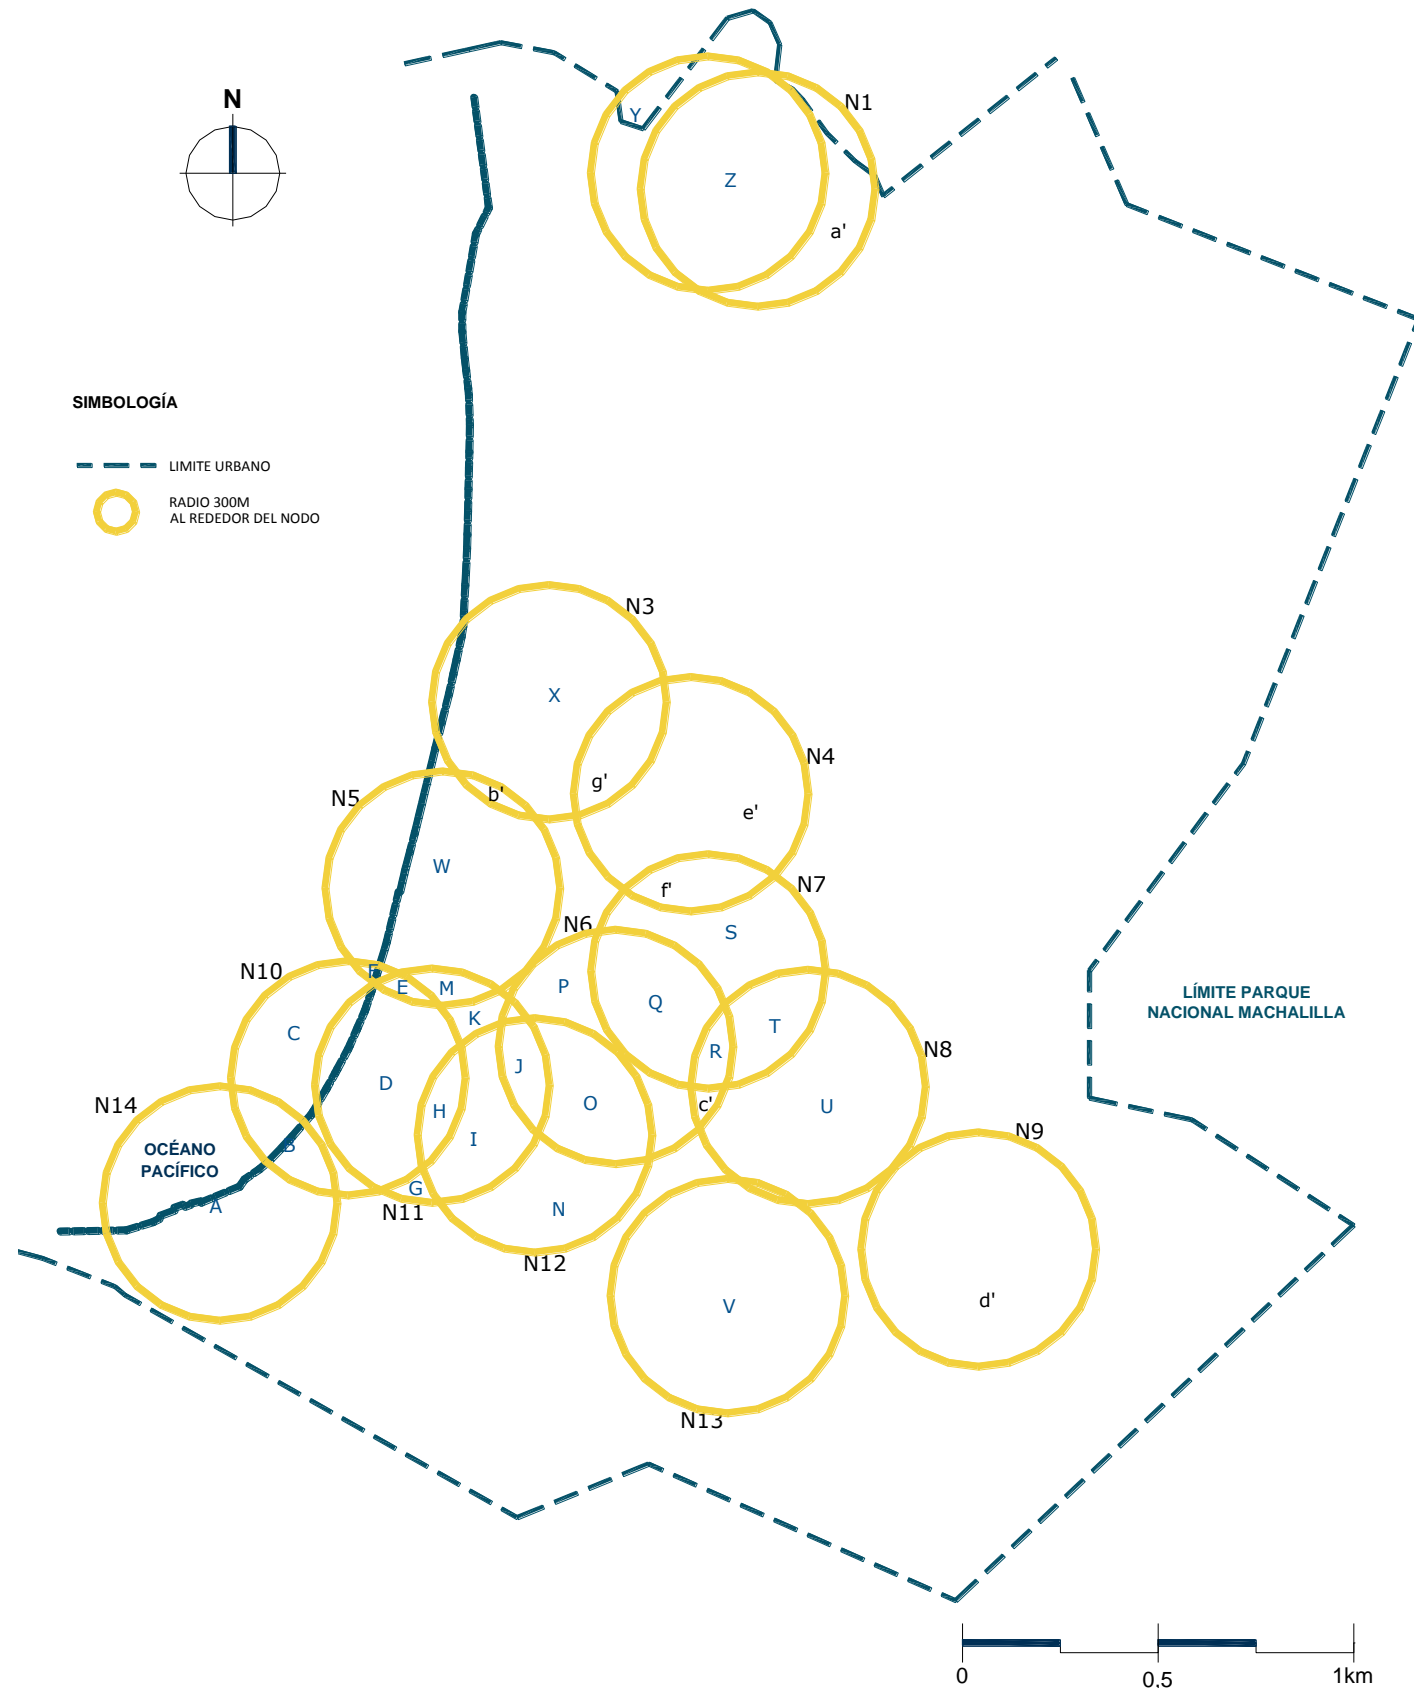 N
N1
Y
Z
a'
SIMBOLOGÍA
LIMITE URBANO
RADIO 300M
AL REDEDOR DEL NODO
N3
X
N4
g'
b'
N5
e'
W
N7
f'
N6
S
N10
F
E
M
P
Q
LÍMITE PARQUE
NACIONAL MACHALILLA
K
C
T
R
N8
J
D
O
c'
U
H
N14
I
B
N9
OCÉANO
PACÍFICO
G
A
N11
N
N12
V
d'
N13
0
0.5
1km